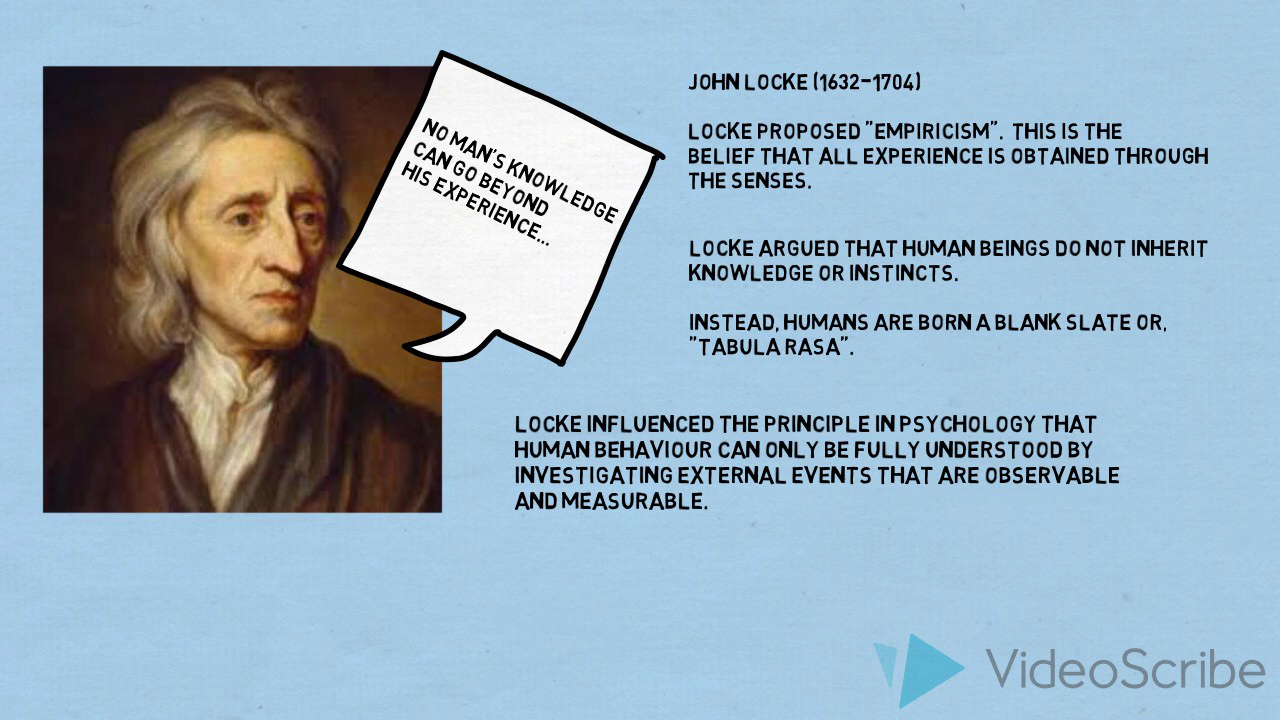 NO MAN'S KNOWLEDGE
CAN GO BEYOND
HIS EXPERIENCE...
JOHN LOCKE (1632-1704)
LOCKE PROPOSED "EMPIRICISM". THIS IS THE
BELIEF THAT ALL EXPERIENCE IS OBTAINED THROUGH
THE SENSES.
LOCKE ARGUED THAT HUMAN BEINGS DO NOT INHERIT
KNOWLEDGE OR INSTINCTS.
INSTEAD, HUMANS ARE BORN A BLANK SLATE OR,
"TABULA RASA".
LOCKE INFLUENCED THE PRINCIPLE IN PSYCHOLOGY THAT
HUMAN BEHAVIOUR CAN ONLY BE FULLY UNDERSTOOD BY
INVESTIGATING EXTERNAL EVENTS THAT ARE OBSERVABLE
AND MEASURABLE.
VideoScribe